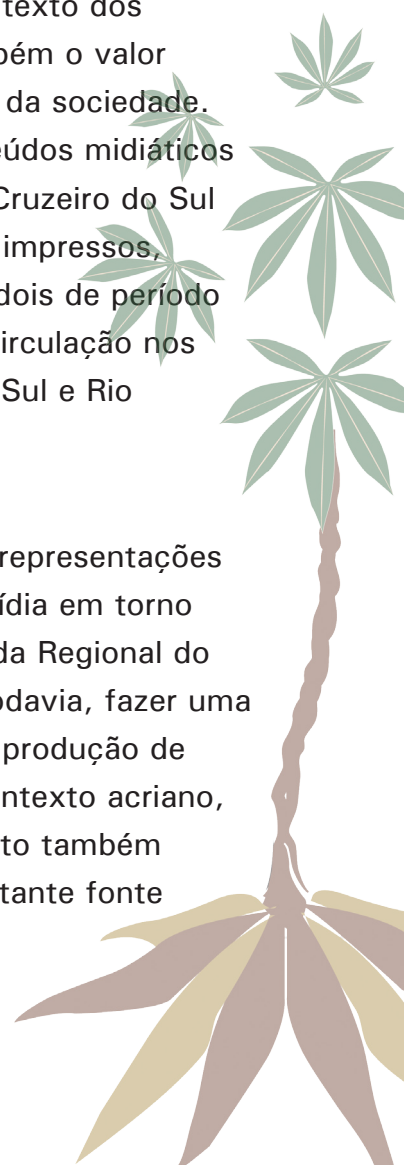 texto dos
bém o valor
da sociedade.
eúdos midiáticos
Cruzeiro do Sul
impressos,
dois de período
irculação nos
Sul e Rio
representações
ídia em torno
da Regional do
odavia, fazer uma
produção de
ntexto acriano,
to também
tante fonte